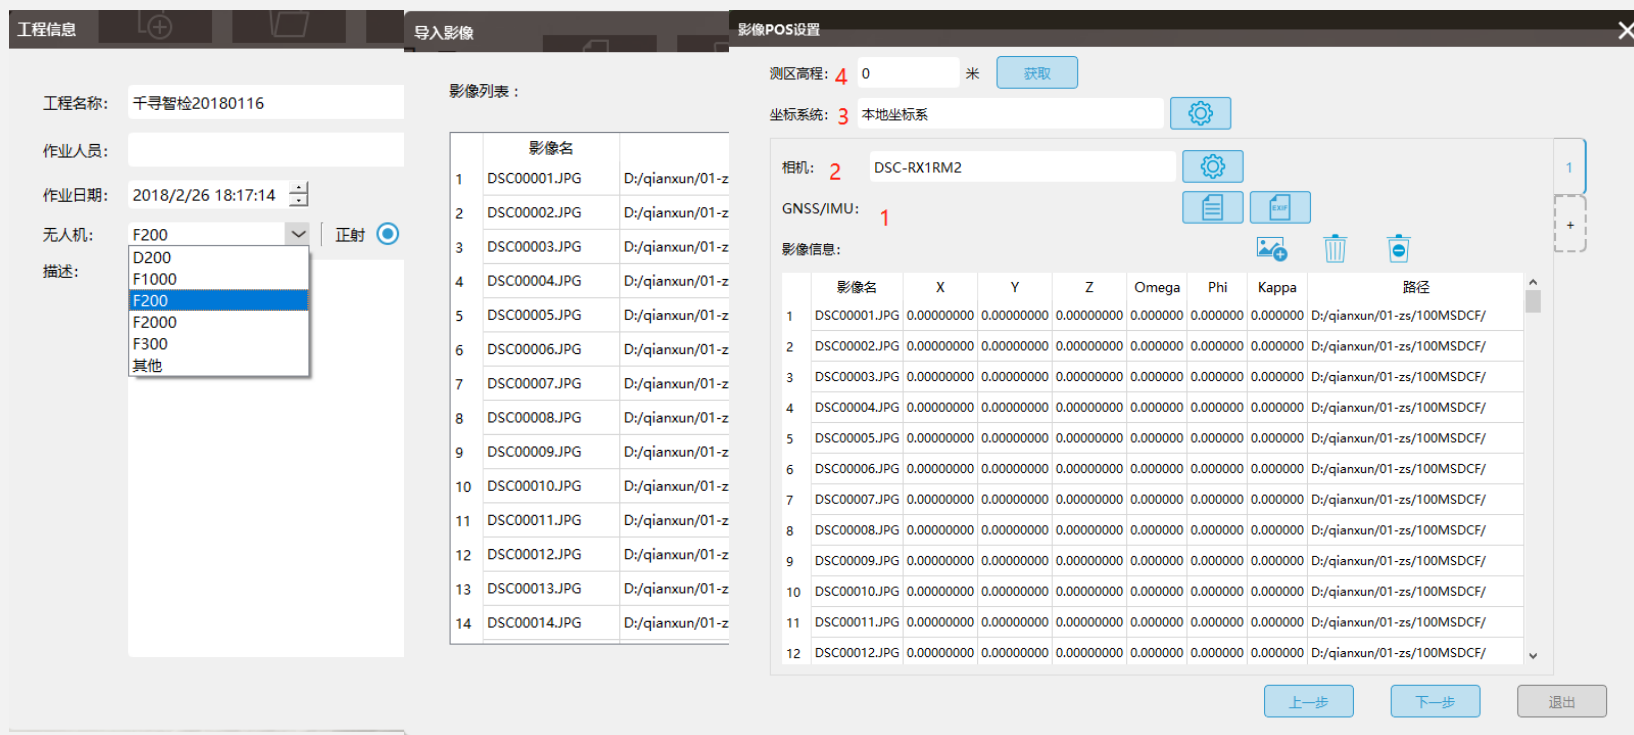 工程信息
工程名称： 千寻智检20180116
作业人员：
作业日期： 2018/2/26 18:17:14
无人机： F200 正射
描述：
D200
F1000
F200
F2000
F300
其他
导入影像
影像列表：
影像名
1 DSC00001.JPG D:/qianxun/01-z
2 DSC00002.JPG D:/qianxun/01-z
3 DSC00003.JPG D:/qianxun/01-z
4 DSC00004.JPG D:/qianxun/01-z
5 DSC00005.JPG D:/qianxun/01-z
6 DSC00006.JPG D:/qianxun/01-z
7 DSC00007.JPG D:/qianxun/01-z
8 DSC00008.JPG D:/qianxun/01-z
9 DSC00009.JPG D:/qianxun/01-z
10 DSC00010.JPG D:/qianxun/01-z
11 DSC00011.JPG D:/qianxun/01-z
12 DSC00012.JPG D:/qianxun/01-z
13 DSC00013.JPG D:/qianxun/01-z
14 DSC00014.JPG D:/qianxun/01-z
影像POS设置
测区高程： 4 0 米 获取
坐标系统： 3 本地坐标系
相机： 2 DSC-RX1RM2 1
GNSS/IMU： 1 EXIF
+
影像信息：
影像名 X Y Z Omega Phi Kappa 路径
1 DSC00001.JPG 0.00000000 0.00000000 0.00000000 0.000000 0.000000 0.000000 D:/qianxun/01-zs/100MSDCF/
2 DSC00002.JPG 0.00000000 0.00000000 0.00000000 0.000000 0.000000 0.000000 D:/qianxun/01-zs/100MSDCF/
3 DSC00003.JPG 0.00000000 0.00000000 0.00000000 0.000000 0.000000 0.000000 D:/qianxun/01-zs/100MSDCF/
4 DSC00004.JPG 0.00000000 0.00000000 0.00000000 0.000000 0.000000 0.000000 D:/qianxun/01-zs/100MSDCF/
5 DSC00005.JPG 0.00000000 0.00000000 0.00000000 0.000000 0.000000 0.000000 D:/qianxun/01-zs/100MSDCF/
6 DSC00006.JPG 0.00000000 0.00000000 0.00000000 0.000000 0.000000 0.000000 D:/qianxun/01-zs/100MSDCF/
7 DSC00007.JPG 0.00000000 0.00000000 0.00000000 0.000000 0.000000 0.000000 D:/qianxun/01-zs/100MSDCF/
8 DSC00008.JPG 0.00000000 0.00000000 0.00000000 0.000000 0.000000 0.000000 D:/qianxun/01-zs/100MSDCF/
9 DSC00009.JPG 0.00000000 0.00000000 0.00000000 0.000000 0.000000 0.000000 D:/qianxun/01-zs/100MSDCF/
10 DSC00010.JPG 0.00000000 0.00000000 0.00000000 0.000000 0.000000 0.000000 D:/qianxun/01-zs/100MSDCF/
11 DSC00011.JPG 0.00000000 0.00000000 0.00000000 0.000000 0.000000 0.000000 D:/qianxun/01-zs/100MSDCF/
12 DSC00012.JPG 0.00000000 0.00000000 0.00000000 0.000000 0.000000 0.000000 D:/qianxun/01-zs/100MSDCF/
上一步 下一步 退出